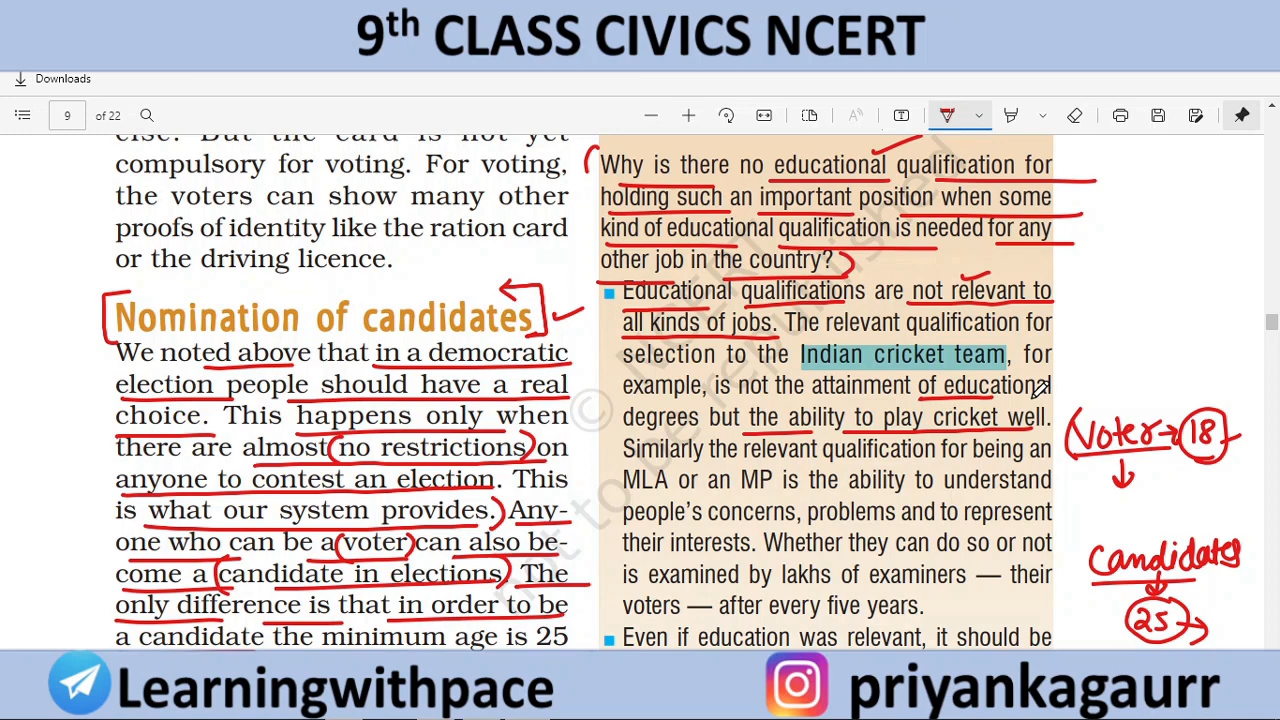 9th CLASS CIVICS NCERT
Downloads
9 of 22
else. But the card is not yet
compulsory for voting. For voting,
the voters can show many other
proofs of identity like the ration card
or the driving licence.
Nomination of candidates
We noted above that in a democratic
election people should have a real
choice. This happens only when
there are almost no restrictions on
anyone to contest an election. This
is what our system provides. Any-
one who can be a voter can also be-
come a candidate in elections. The
only difference is that in order to be
a candidate the minimum age is 25
Why is there no educational qualification for
holding such an important position when some
kind of educational qualification is needed for any
other job in the country?
Educational qualifications are not relevant to
all kinds of jobs. The relevant qualification for
selection to the Indian cricket team, for
example, is not the attainment of educational
degrees but the ability to play cricket well.
Similarly the relevant qualification for being an
MLA or an MP is the ability to understand
people's concerns, problems and to represent
their interests. Whether they can do so or not
is examined by lakhs of examiners — their
voters — after every five years.
Even if education was relevant, it should be
Voter → 18
Candidates
25
© NCERT
not to be republished
Learningwithpace
priyankagaurr